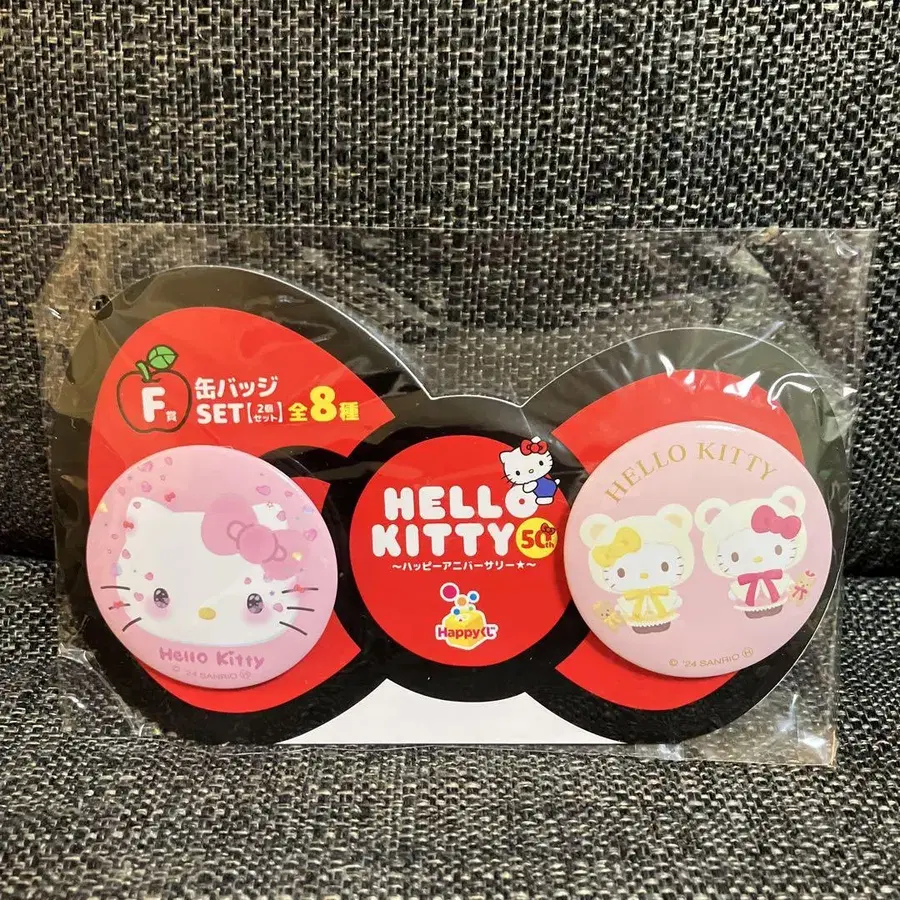 F賞
缶バッジ
SET【2個セット】全8種
HELLO
KITTY 50th
～ハッピーアニバーサリー★～
Happyくじ
Hello Kitty
© '24 SANRIO Ⓗ
HELLO KITTY
© '24 SANRIO Ⓗ